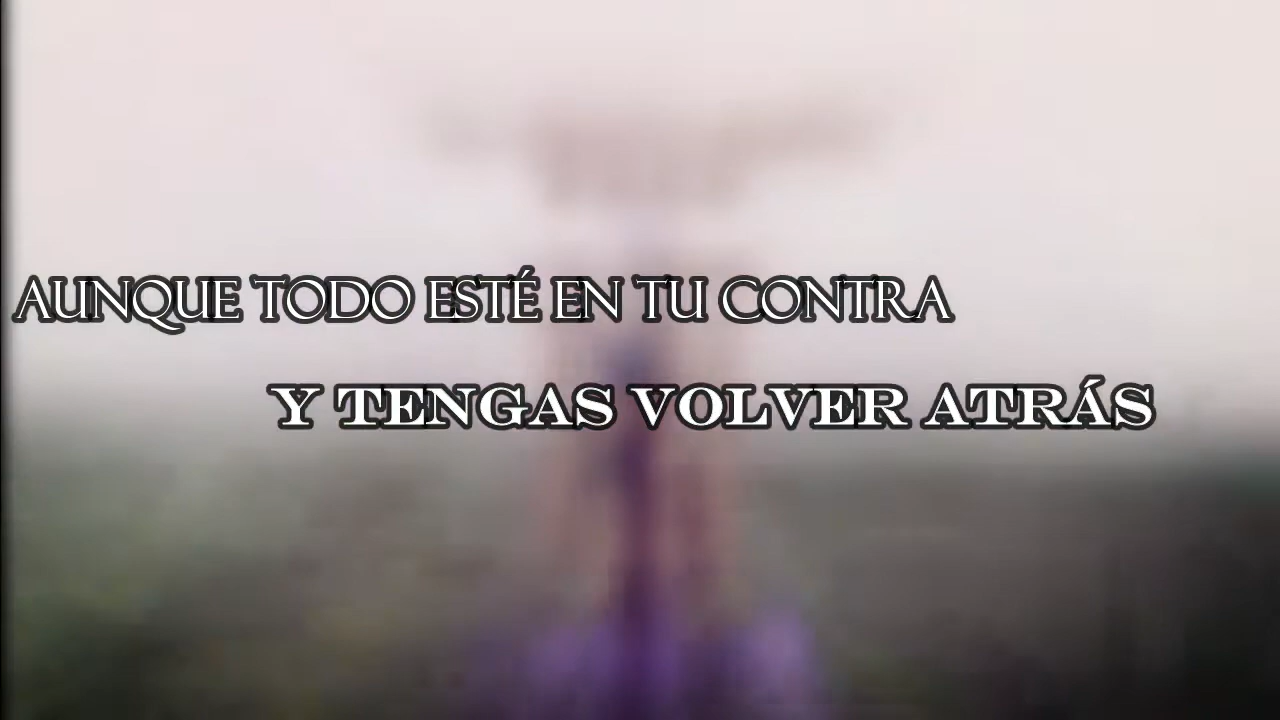 AUNQUE TODO ESTÉ EN TU CONTRA
Y TENGAS VOLVER ATRÁS